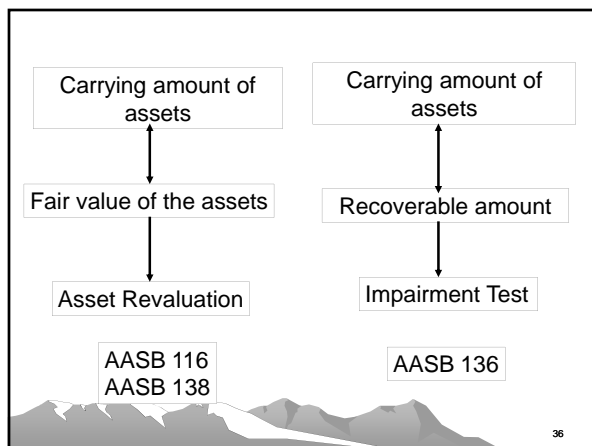 Carrying amount of
assets
Fair value of the assets
Asset Revaluation
AASB 116
AASB 138
Carrying amount of
assets
Recoverable amount
Impairment Test
AASB 136
36